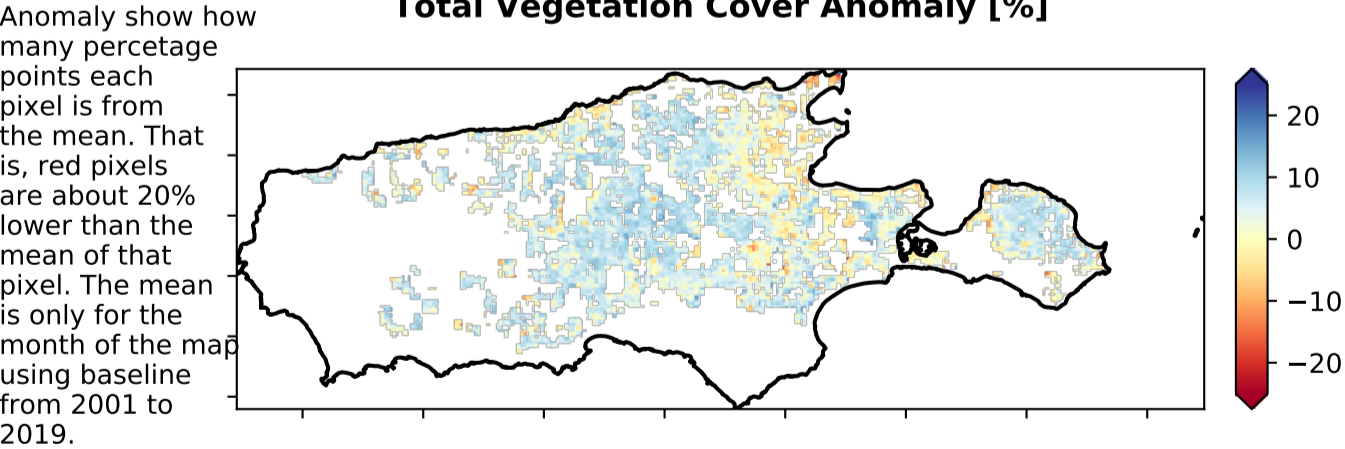 Total Vegetation Cover Anomaly [%]
Anomaly show how
many percetage
points each
pixel is from
the mean. That
is, red pixels
are about 20%
lower than the
mean of that
pixel. The mean
is only for the
month of the map
using baseline
from 2001 to
2019.
20
10
0
−10
−20